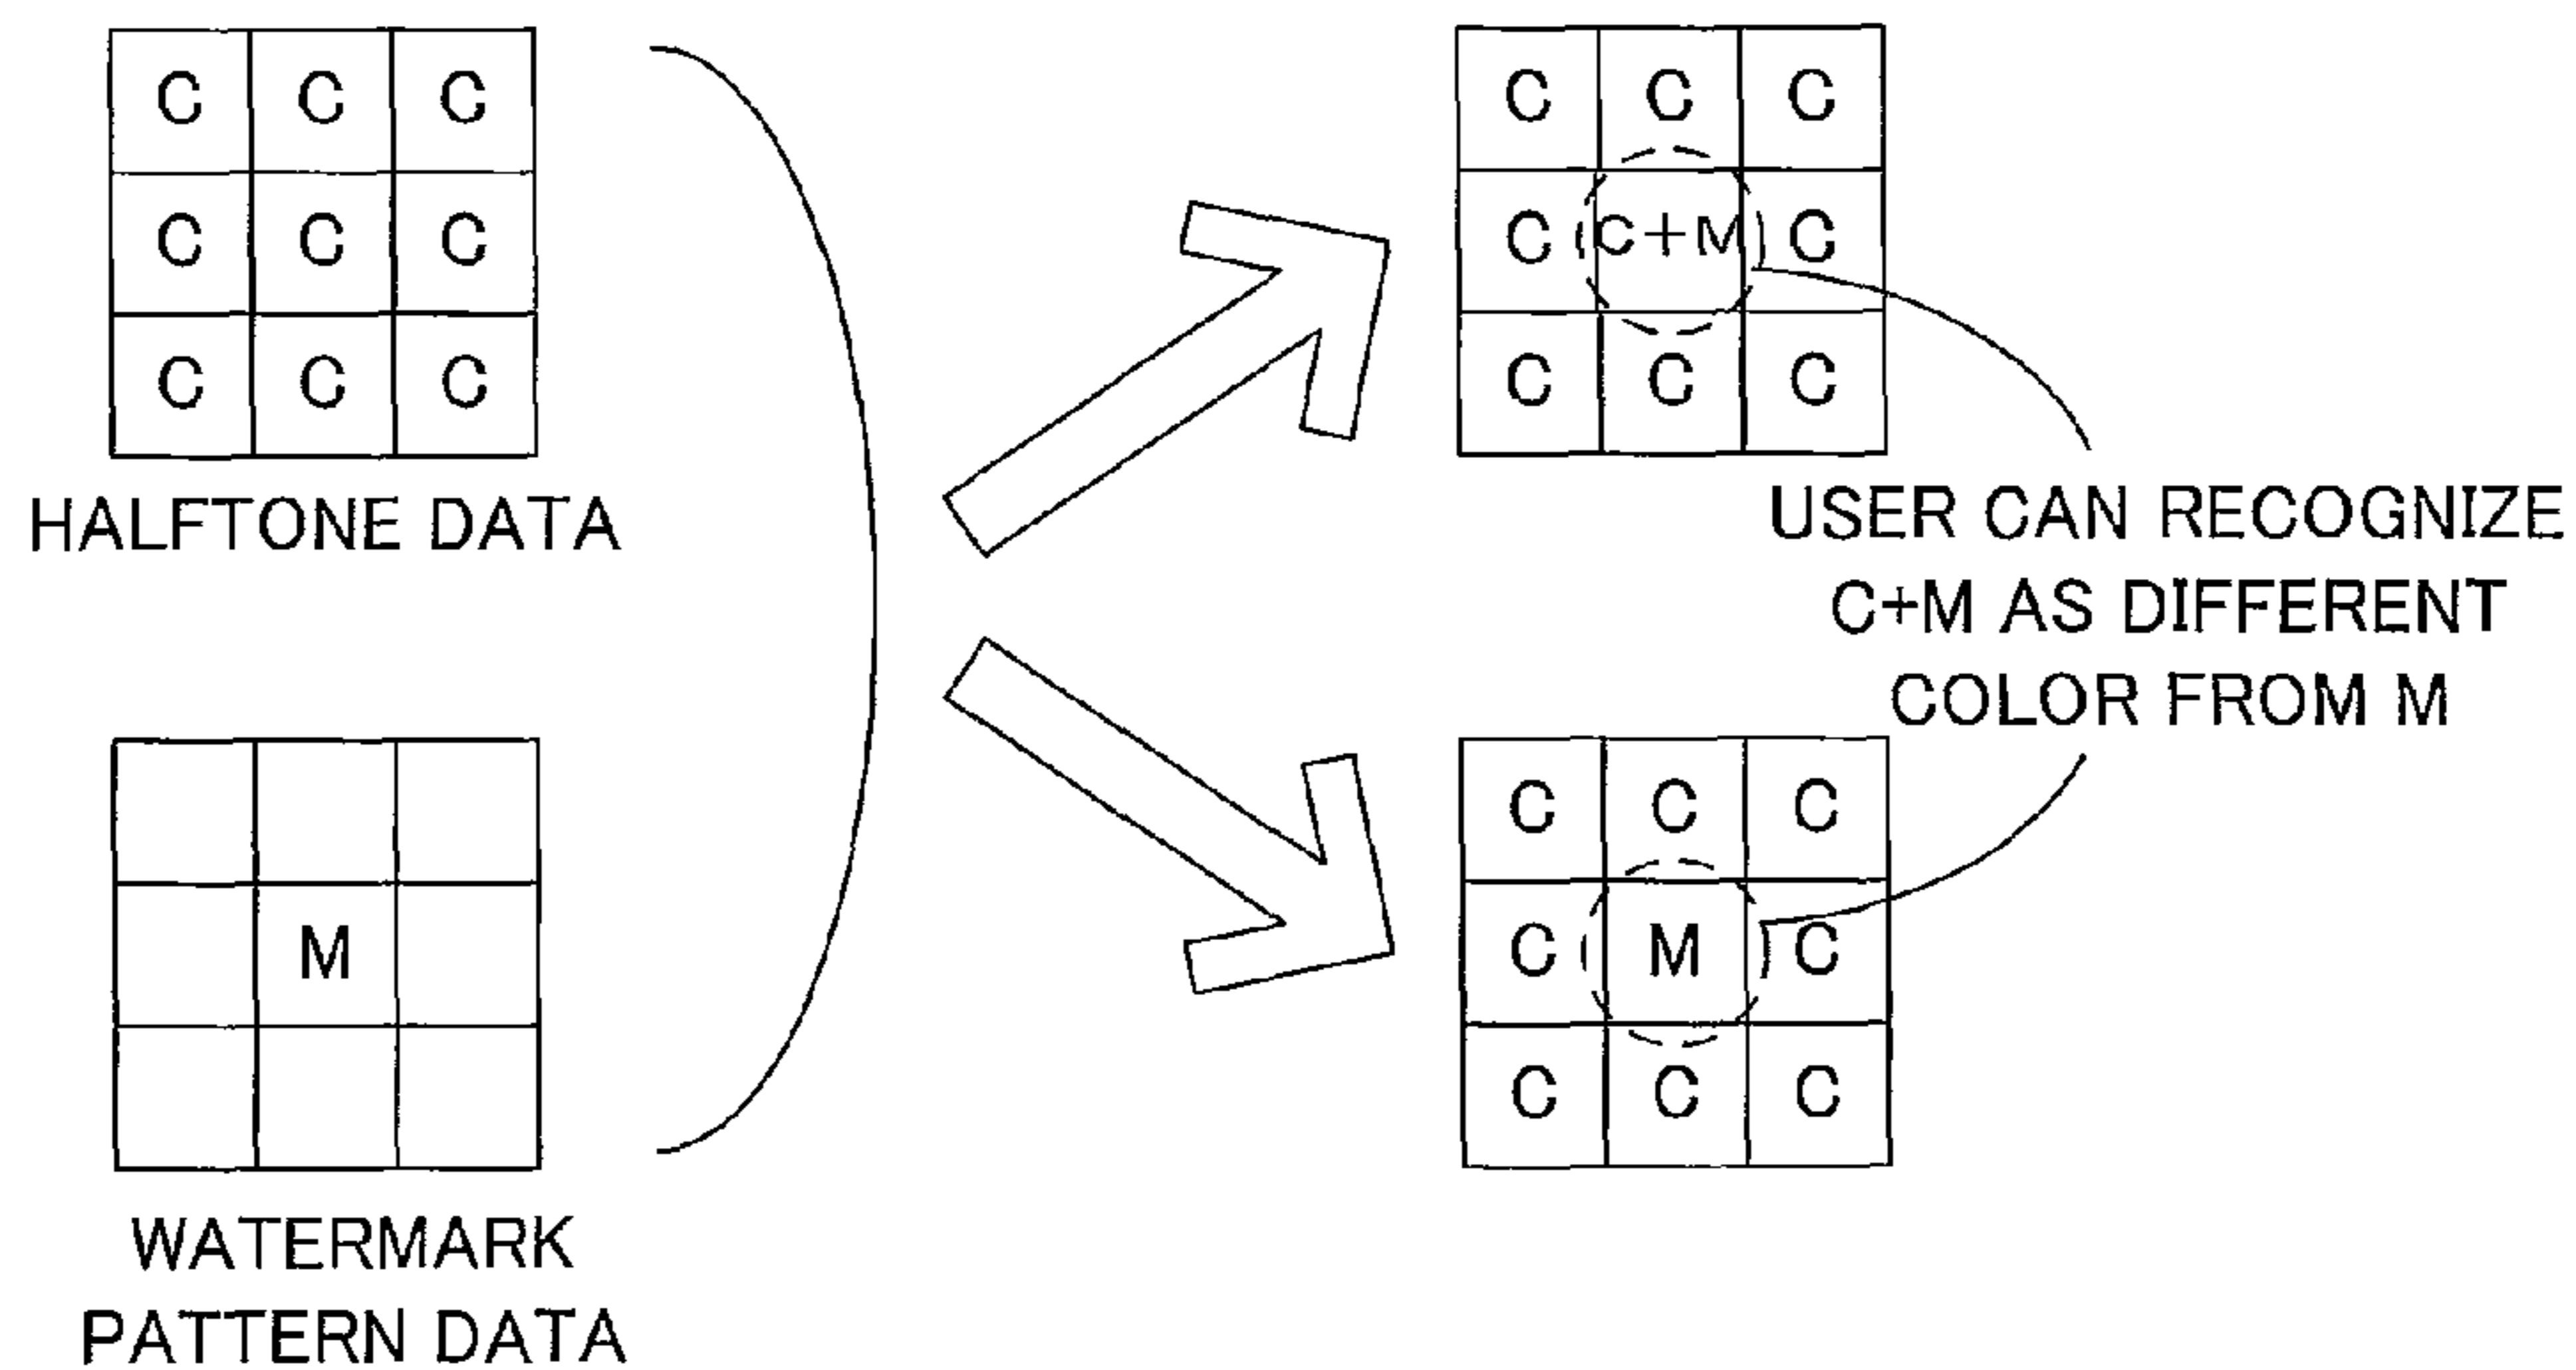 C C C
C C C
C C C
HALFTONE DATA
M
WATERMARK
PATTERN DATA
C C C
C C+M C
C C C
USER CAN RECOGNIZE
C+M AS DIFFERENT
COLOR FROM M
C C C
C M C
C C C